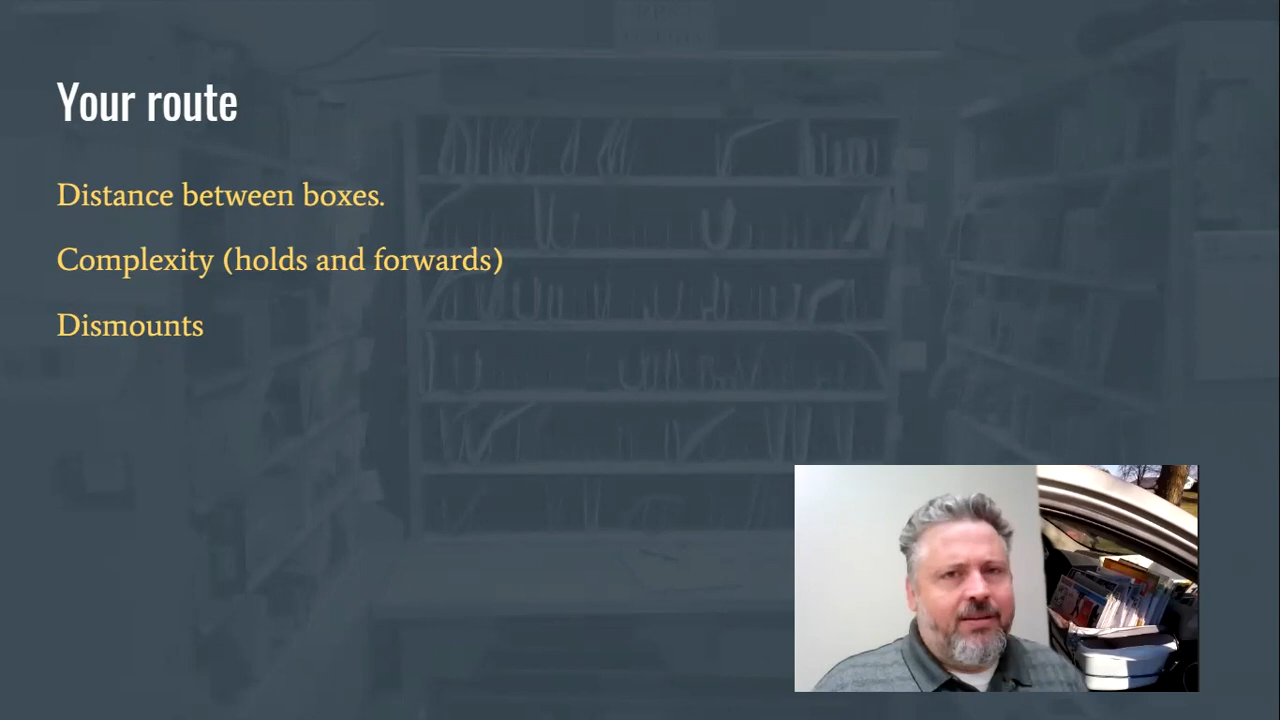 Your route
Distance between boxes.
Complexity (holds and forwards)
Dismounts